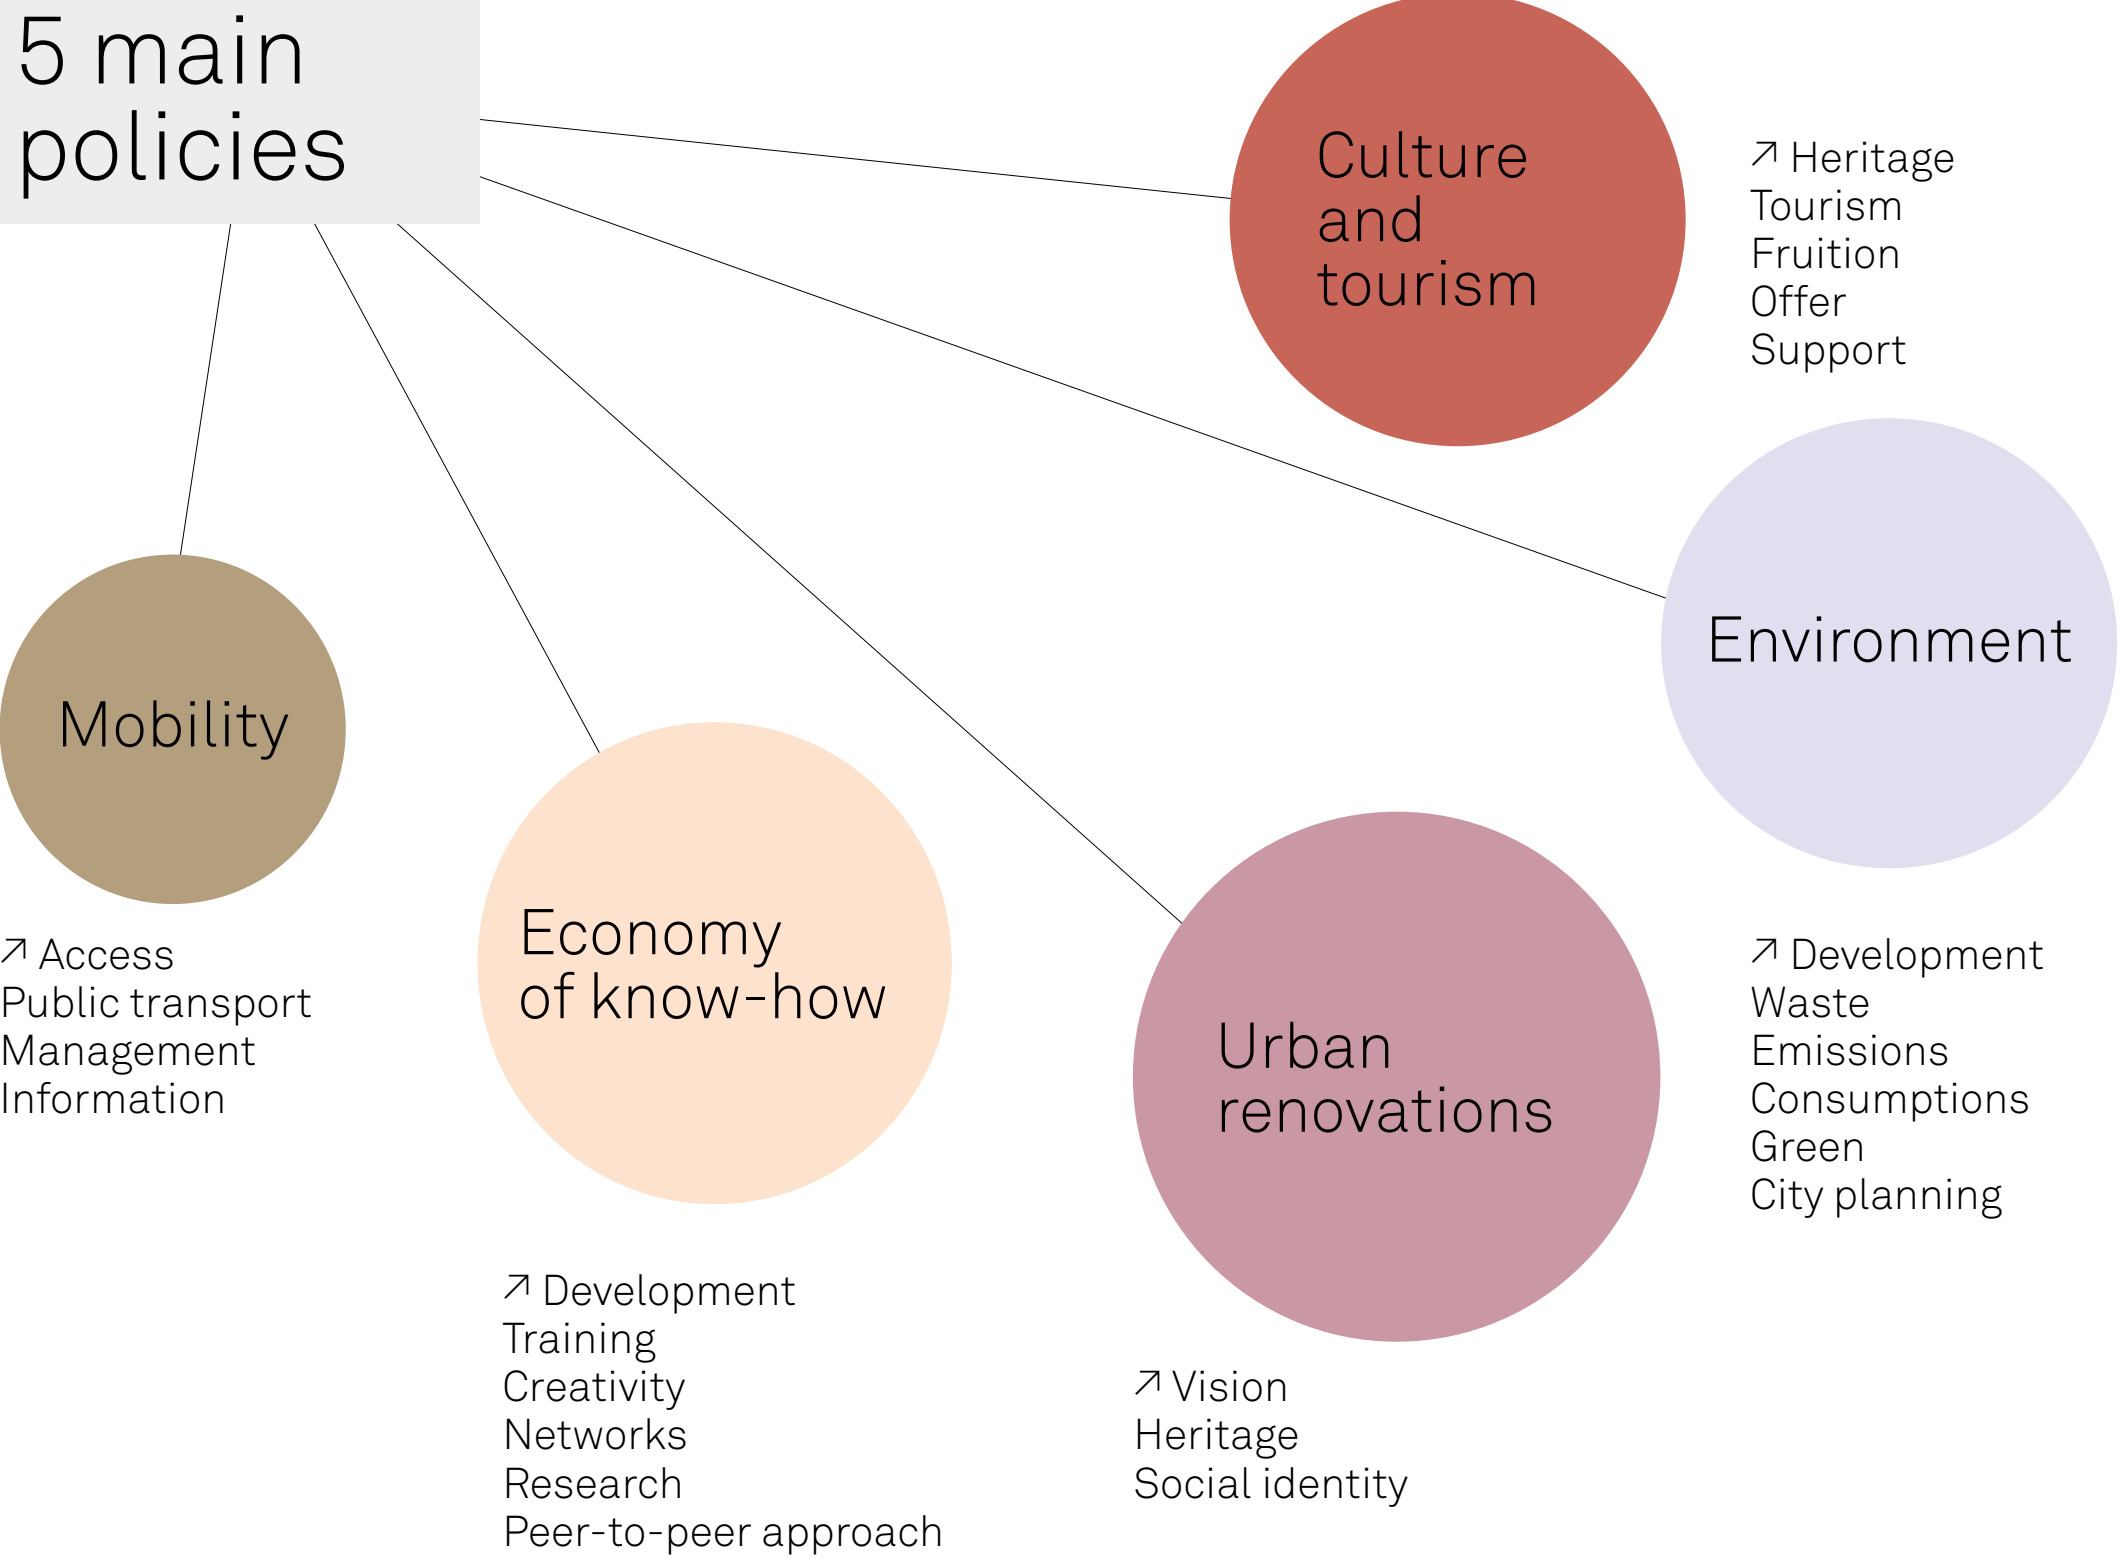 5 main
policies
Culture
and
tourism
↗ Heritage
Tourism
Fruition
Offer
Support
Environment
↗ Development
Waste
Emissions
Consumptions
Green
City planning
Mobility
↗ Access
Public transport
Management
Information
Economy
of know-how
↗ Development
Training
Creativity
Networks
Research
Peer-to-peer approach
Urban
renovations
↗ Vision
Heritage
Social identity